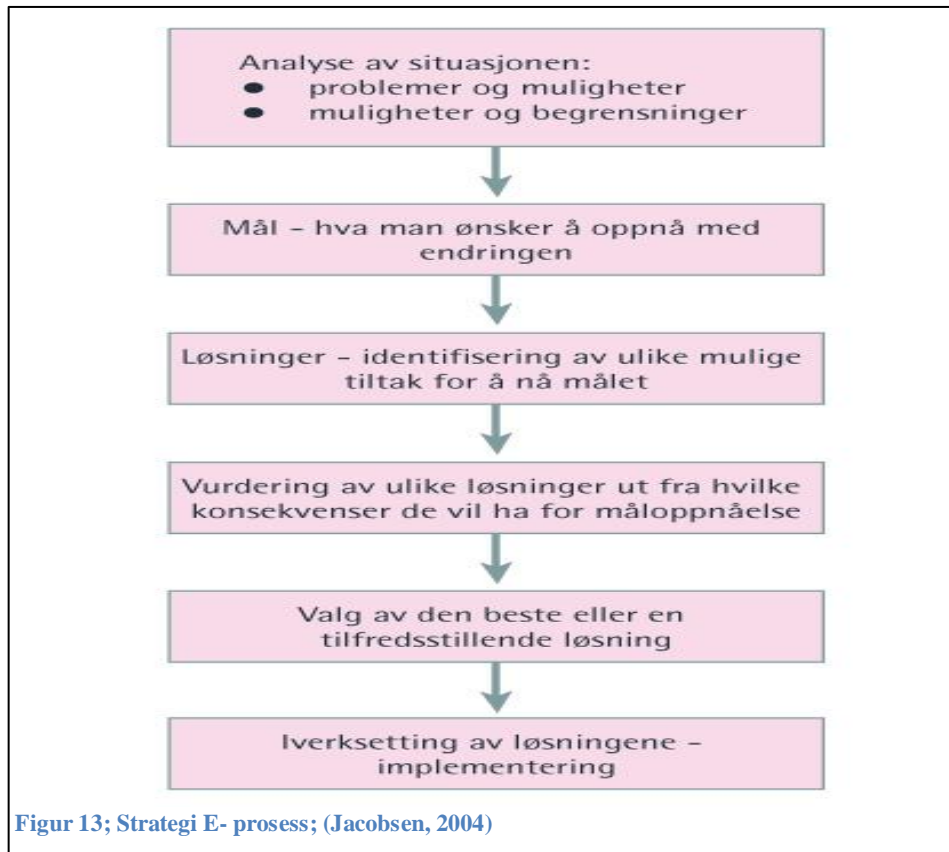 Analyse av situasjonen:
● problemer og muligheter
● muligheter og begrensninger
Mål – hva man ønsker å oppnå med
endringen
Løsninger – identifisering av ulike mulige
tiltak for å nå målet
Vurdering av ulike løsninger ut fra hvilke
konsekvenser de vil ha for måloppnåelse
Valg av den beste eller en
tilfredsstillende løsning
Iverksetting av løsningene –
implementering
Figur 13; Strategi E- prosess; (Jacobsen, 2004)